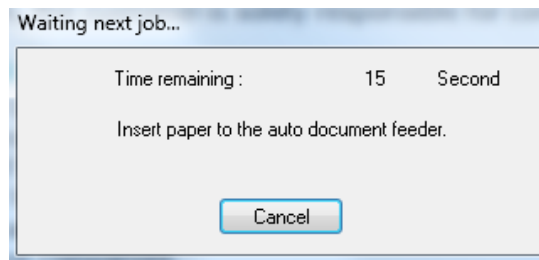 Waiting next job...
Time remaining : 15 Second
Insert paper to the auto document feeder.
Cancel